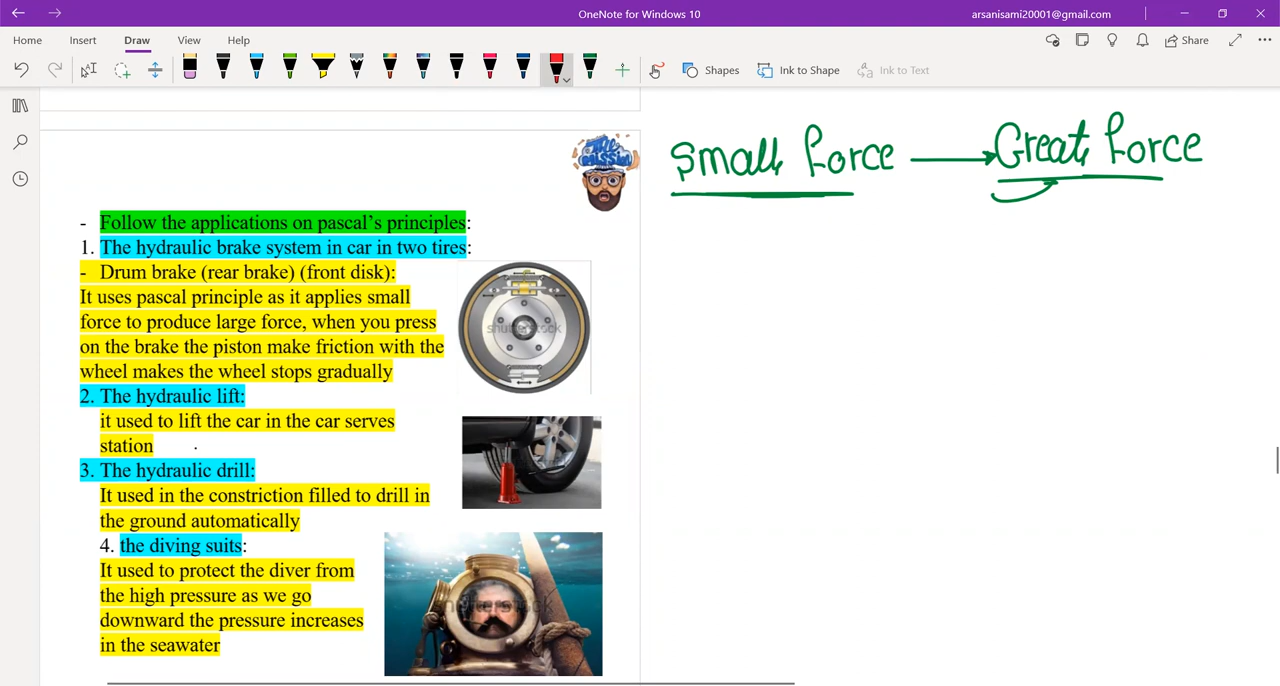 OneNote for Windows 10
arsanisami20001@gmail.com
Home
Insert
Draw
View
Help
Share
Shapes
Ink to Shape
Ink to Text
Small force → Great force
THE
MISSION
- Follow the applications on pascal's principles:
1. The hydraulic brake system in car in two tires:
- Drum brake (rear brake) (front disk):
It uses pascal principle as it applies small
force to produce large force, when you press
on the brake the piston make friction with the
wheel makes the wheel stops gradually
shutterstock
2. The hydraulic lift:
it used to lift the car in the car serves
station
3. The hydraulic drill:
It used in the constriction filled to drill in
the ground automatically
4. the diving suits:
It used to protect the diver from
the high pressure as we go
downward the pressure increases
in the seawater
shutterstock